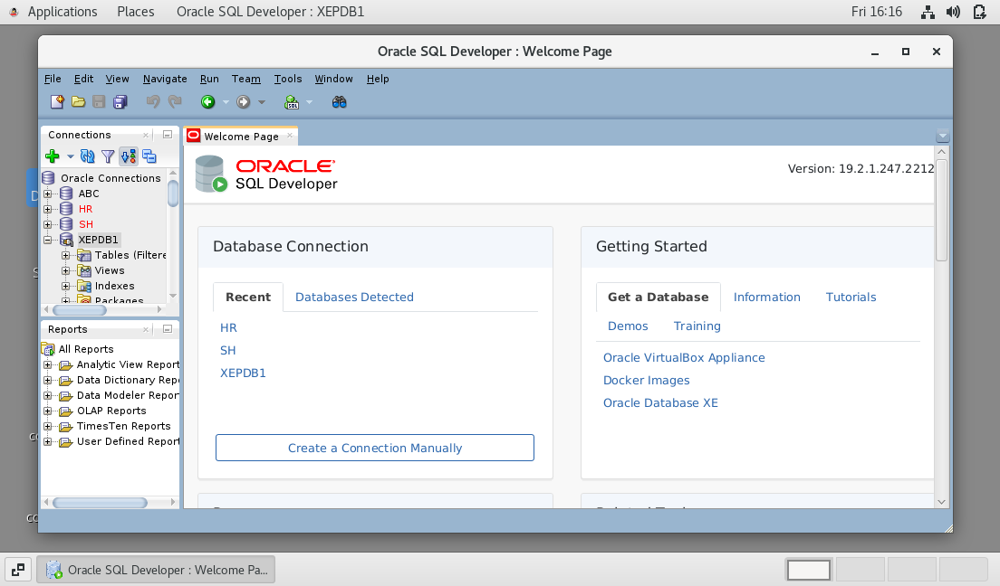 Applications Places Oracle SQL Developer : XEPDB1 Fri 16:16
Oracle SQL Developer : Welcome Page
File Edit View Navigate Run Team Tools Window Help
SQL
Connections
Oracle Connections
ABC
HR
SH
XEPDB1
Tables (Filtere
Views
Indexes
Packages
Reports
All Reports
Analytic View Report
Data Dictionary Repo
Data Modeler Repor
OLAP Reports
TimesTen Reports
User Defined Report
Welcome Page
ORACLE
SQL Developer
Version: 19.2.1.247.2212
Database Connection
Recent Databases Detected
HR
SH
XEPDB1
Create a Connection Manually
Getting Started
Get a Database Information Tutorials
Demos Training
Oracle VirtualBox Appliance
Docker Images
Oracle Database XE
Oracle SQL Developer : Welcome Pa...